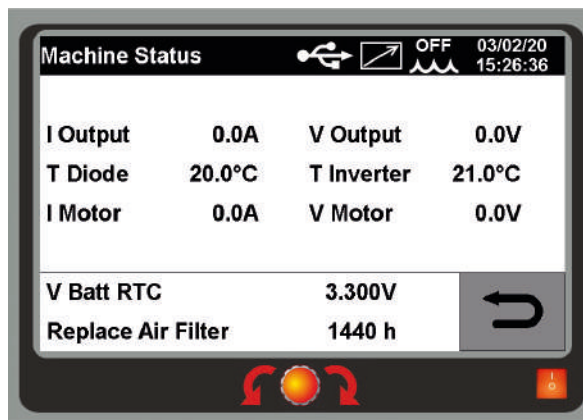 Machine Status OFF 03/02/20
15:26:36
I Output 0.0A V Output 0.0V
T Diode 20.0°C T Inverter 21.0°C
I Motor 0.0A V Motor 0.0V
V Batt RTC 3.300V
Replace Air Filter 1440 h
I
O